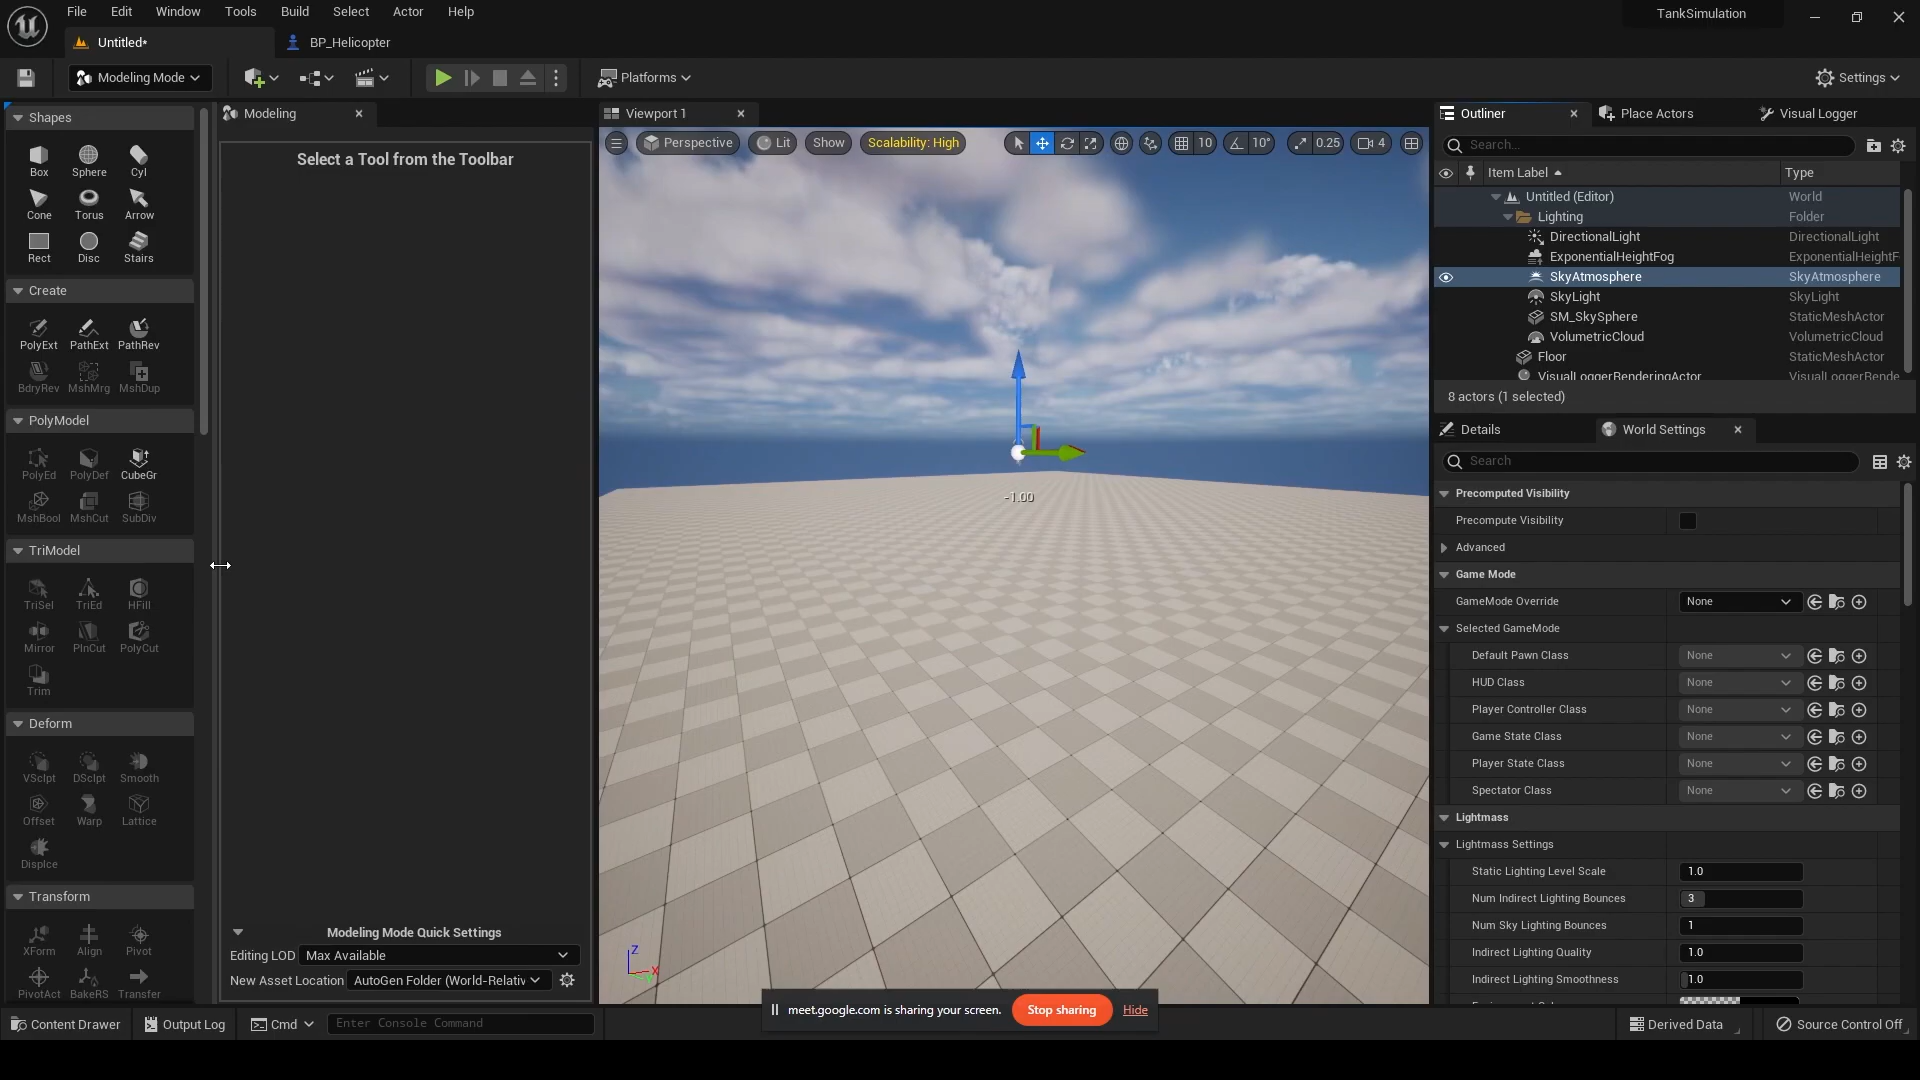 File Edit Window Tools Build Select Actor Help
TankSimulation
Untitled*
BP_Helicopter
Modeling Mode
Platforms
Settings
Shapes
Box Sphere Cyl
Cone Torus Arrow
Rect Disc Stairs
Create
PolyExt PathExt PathRev
BdryRev MshMrg MshDup
PolyModel
PolyEd PolyDef CubeGr
MshBool MshCut SubDiv
TriModel
TriSel TriEd HFill
Mirror PlnCut PolyCut
Trim
Deform
VSclpt DSclpt Smooth
Offset Warp Lattice
Displce
Transform
XForm Align Pivot
PivotAct BakeRS Transfer
Modeling
Select a Tool from the Toolbar
Modeling Mode Quick Settings
Editing LOD Max Available
New Asset Location AutoGen Folder (World-Relativ
Viewport 1
Perspective Lit Show Scalability: High 10 10° 0.25 4
-1.00
Z
X
Outliner Place Actors Visual Logger
Search...
Item Label Type
Untitled (Editor) World
Lighting Folder
DirectionalLight DirectionalLight
ExponentialHeightFog ExponentialHeightF
SkyAtmosphere SkyAtmosphere
SkyLight SkyLight
SM_SkySphere StaticMeshActor
VolumetricCloud VolumetricCloud
Floor StaticMeshActor
VisualLoggerRenderingActor VisualLoggerRende
8 actors (1 selected)
Details World Settings
Search
Precomputed Visibility
Precompute Visibility
Advanced
Game Mode
GameMode Override None
Selected GameMode
Default Pawn Class None
HUD Class None
Player Controller Class None
Game State Class None
Player State Class None
Spectator Class None
Lightmass
Lightmass Settings
Static Lighting Level Scale 1.0
Num Indirect Lighting Bounces 3
Num Sky Lighting Bounces 1
Indirect Lighting Quality 1.0
Indirect Lighting Smoothness 1.0
meet.google.com is sharing your screen. Stop sharing Hide
Content Drawer Output Log Cmd Enter Console Command
Derived Data Source Control Off